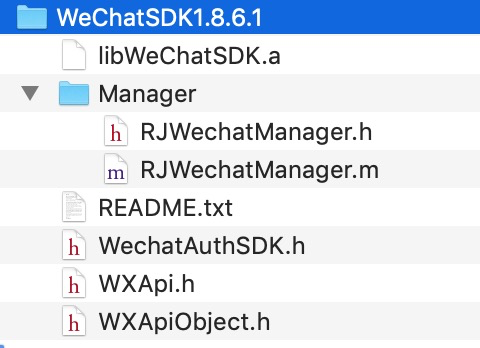 WeChatSDK1.8.6.1
libWeChatSDK.a
Manager
h RJWechatManager.h
m RJWechatManager.m
README.txt
h WechatAuthSDK.h
h WXApi.h
h WXApiObject.h